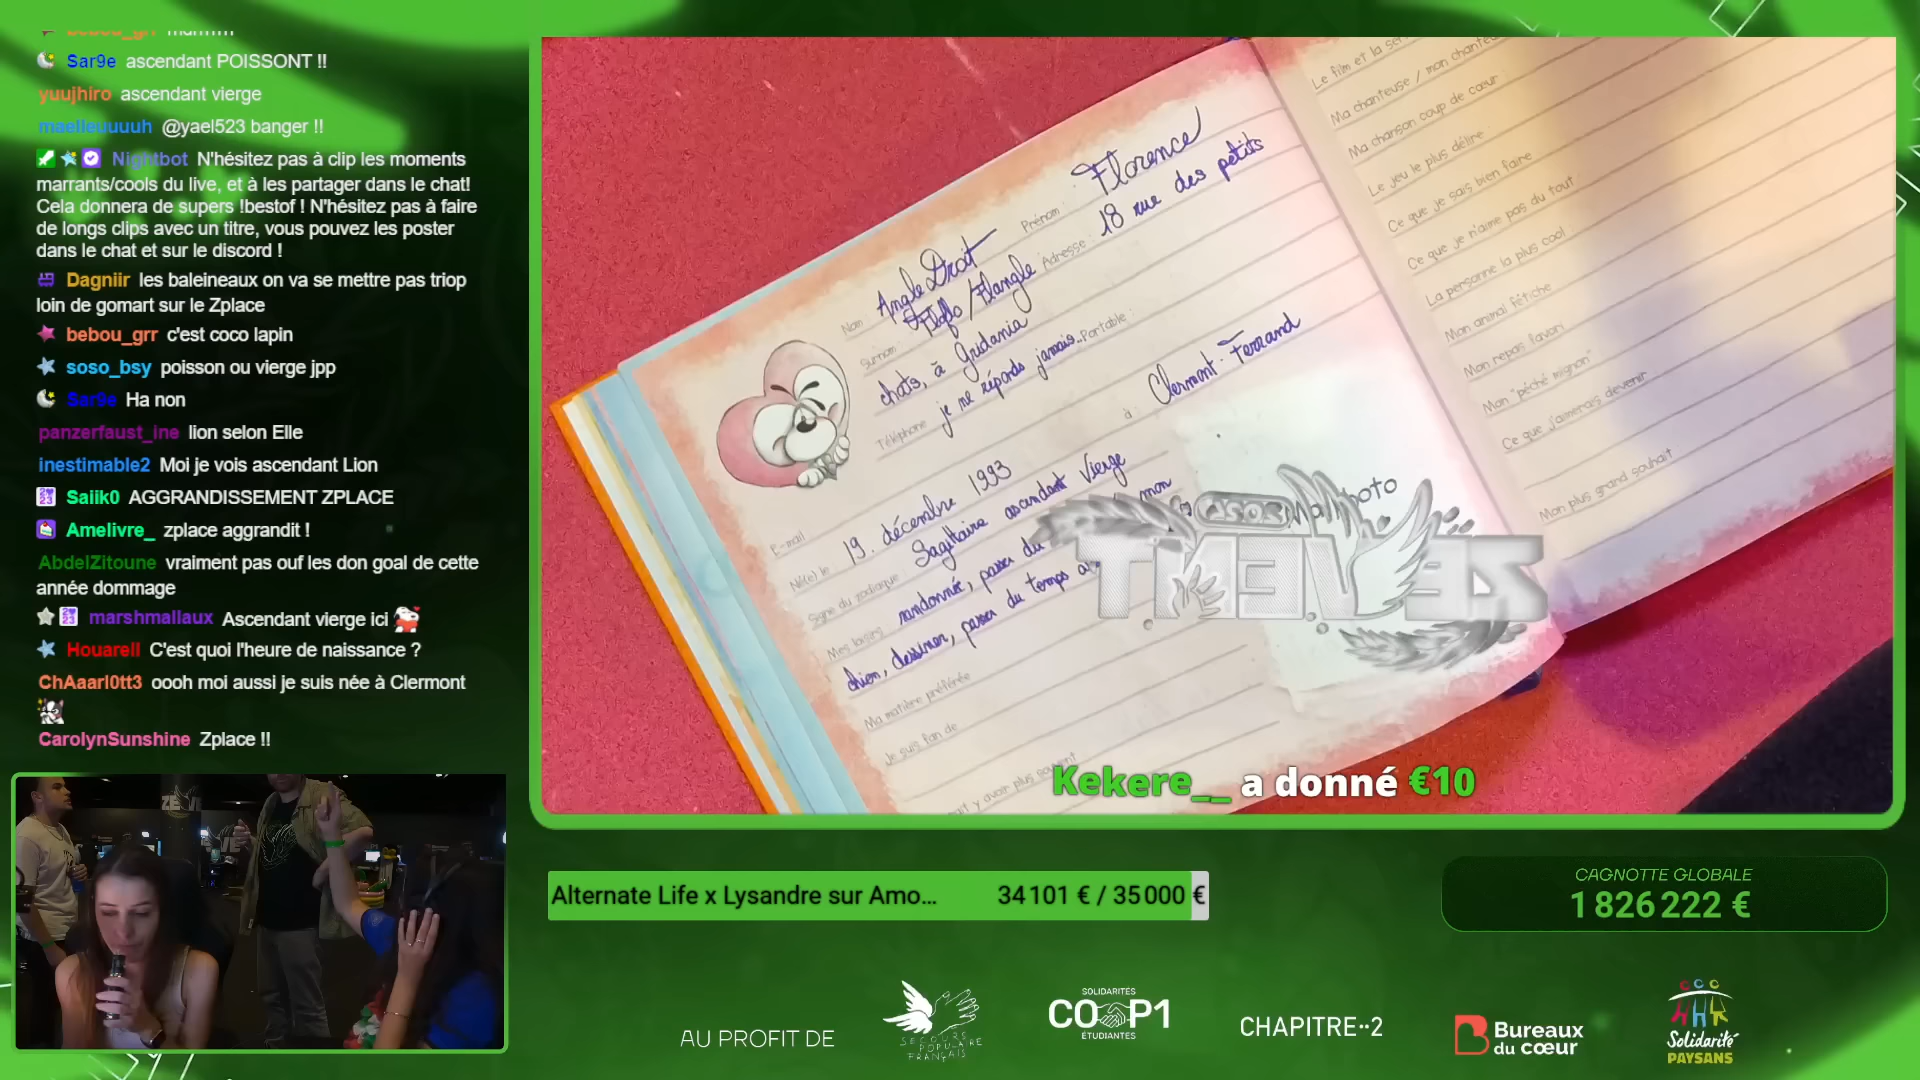 Sar9e ascendant POISSONT !!
yuujhiro ascendant vierge
maelleuuuuh @yael523 banger !!
Nightbot N'hésitez pas à clip les moments
marrants/cools du live, et à les partager dans le chat!
Cela donnera de supers !bestof ! N'hésitez pas à faire
de longs clips avec un titre, vous pouvez les poster
dans le chat et sur le discord !
Dagniir les baleineaux on va se mettre pas triop
loin de gomart sur le Zplace
bebou_grr c'est coco lapin
soso_bsy poisson ou vierge jpp
Sar9e Ha non
panzerfaust_ine lion selon Elle
inestimable2 Moi je vois ascendant Lion
Saiik0 AGGRANDISSEMENT ZPLACE
Amelivre_ zplace aggrandit !
AbdelZitoune vraiment pas ouf les don goal de cette
année dommage
marshmallaux Ascendant vierge ici
Houarell C'est quoi l'heure de naissance ?
ChAaarl0tt3 oooh moi aussi je suis née à Clermont
CarolynSunshine Zplace !!
Nom Angle Droit Prénom : Florence
Surnom Floflo / Flangle Adresse : 18 rue des petits
chats, à Gridania
Téléphone je ne réponds jamais.. Portable :
E-mail
Né(e) le 19 décembre 1993 à : Clermont-Ferrand
Signe du zodiaque Sagittaire ascendant Vierge
Mes loisirs randonnée, passer du mon
chien, dessiner, passer du temps
Ma matière préférée
Je suis fan de
y avoir plus souvent
Le film et la
Ma chanteuse / mon
Ma chanson coup de cœur
Le jeu le plus délire
Ce que je sais bien faire
Ce que je n'aime pas du tout
La personne la plus cool
Mon animal fétiche
Mon repas favori
Mon "péché mignon"
Ce que j'aimerais devenir
Mon plus grand souhait
Kekere__ a donné €10
Alternate Life x Lysandre sur Amo... 34 101 € / 35 000 €
CAGNOTTE GLOBALE
1 826 222 €
AU PROFIT DE
SECOURS
POPULAIRE
FRANÇAIS
SOLIDARITÉS
CO P1
ÉTUDIANTES
CHAPITRE··2
Bureaux
du cœur
Solidarité
PAYSANS